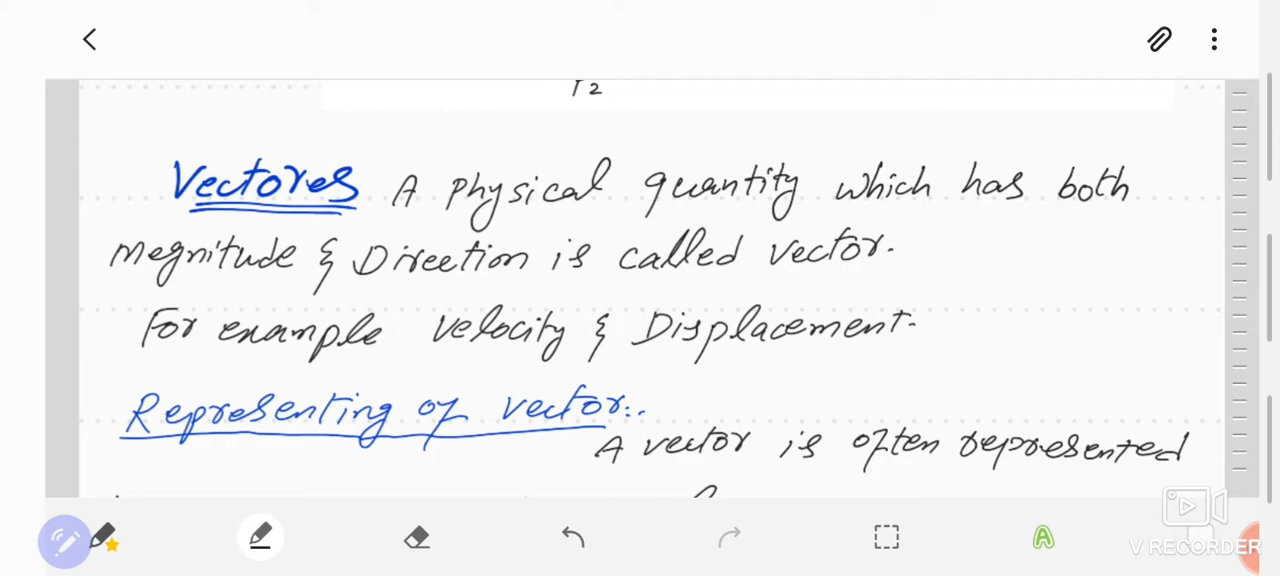 Vectores A physical quantity which has both
megnitude & Direction is called vector.
For example velocity & Displacement.
Representing of vector:.
A vector is often represented
V RECORDER